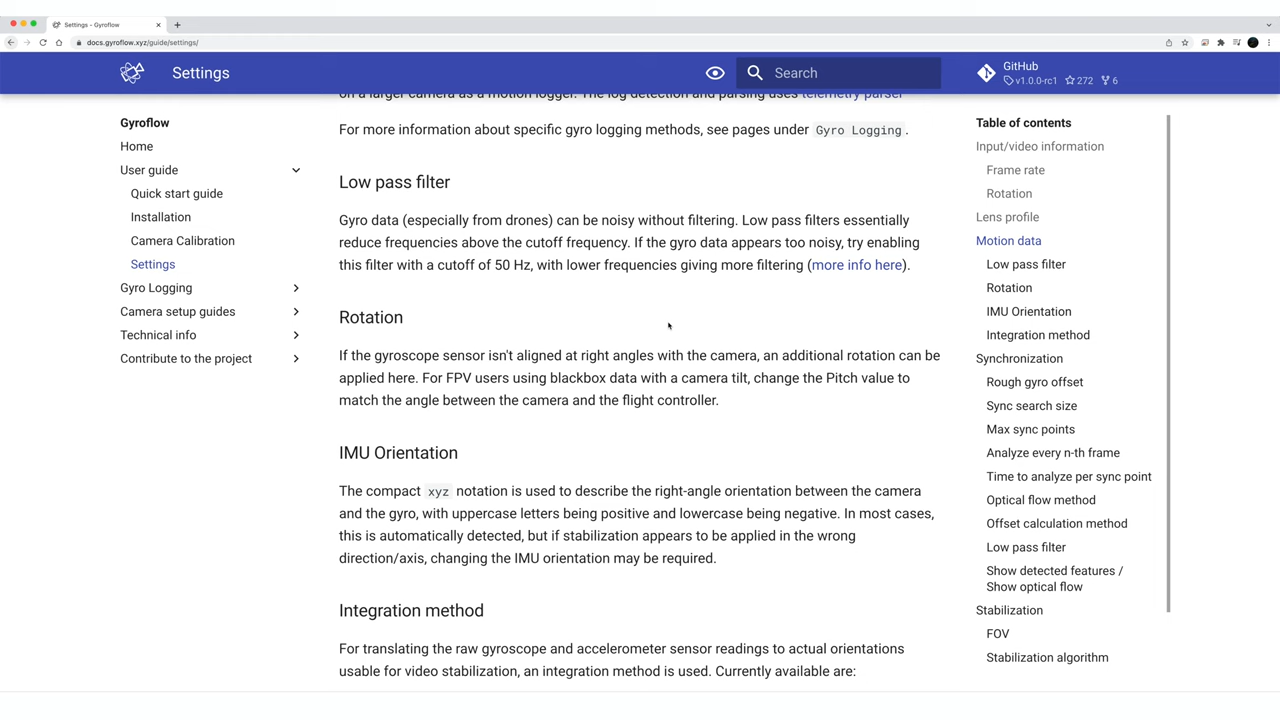 Settings - Gyroflow
docs.gyroflow.xyz/guide/settings/
Settings
Search
GitHub
v1.0.0-rc1 272 6
Gyroflow
Home
User guide
Quick start guide
Installation
Camera Calibration
Settings
Gyro Logging
Camera setup guides
Technical info
Contribute to the project
on a larger camera as a motion logger. The log detection and parsing uses telemetry parser
For more information about specific gyro logging methods, see pages under Gyro Logging.
Low pass filter
Gyro data (especially from drones) can be noisy without filtering. Low pass filters essentially
reduce frequencies above the cutoff frequency. If the gyro data appears too noisy, try enabling
this filter with a cutoff of 50 Hz, with lower frequencies giving more filtering (more info here).
Rotation
If the gyroscope sensor isn't aligned at right angles with the camera, an additional rotation can be
applied here. For FPV users using blackbox data with a camera tilt, change the Pitch value to
match the angle between the camera and the flight controller.
IMU Orientation
The compact xyz notation is used to describe the right-angle orientation between the camera
and the gyro, with uppercase letters being positive and lowercase being negative. In most cases,
this is automatically detected, but if stabilization appears to be applied in the wrong
direction/axis, changing the IMU orientation may be required.
Integration method
For translating the raw gyroscope and accelerometer sensor readings to actual orientations
usable for video stabilization, an integration method is used. Currently available are:
Table of contents
Input/video information
Frame rate
Rotation
Lens profile
Motion data
Low pass filter
Rotation
IMU Orientation
Integration method
Synchronization
Rough gyro offset
Sync search size
Max sync points
Analyze every n-th frame
Time to analyze per sync point
Optical flow method
Offset calculation method
Low pass filter
Show detected features /
Show optical flow
Stabilization
FOV
Stabilization algorithm